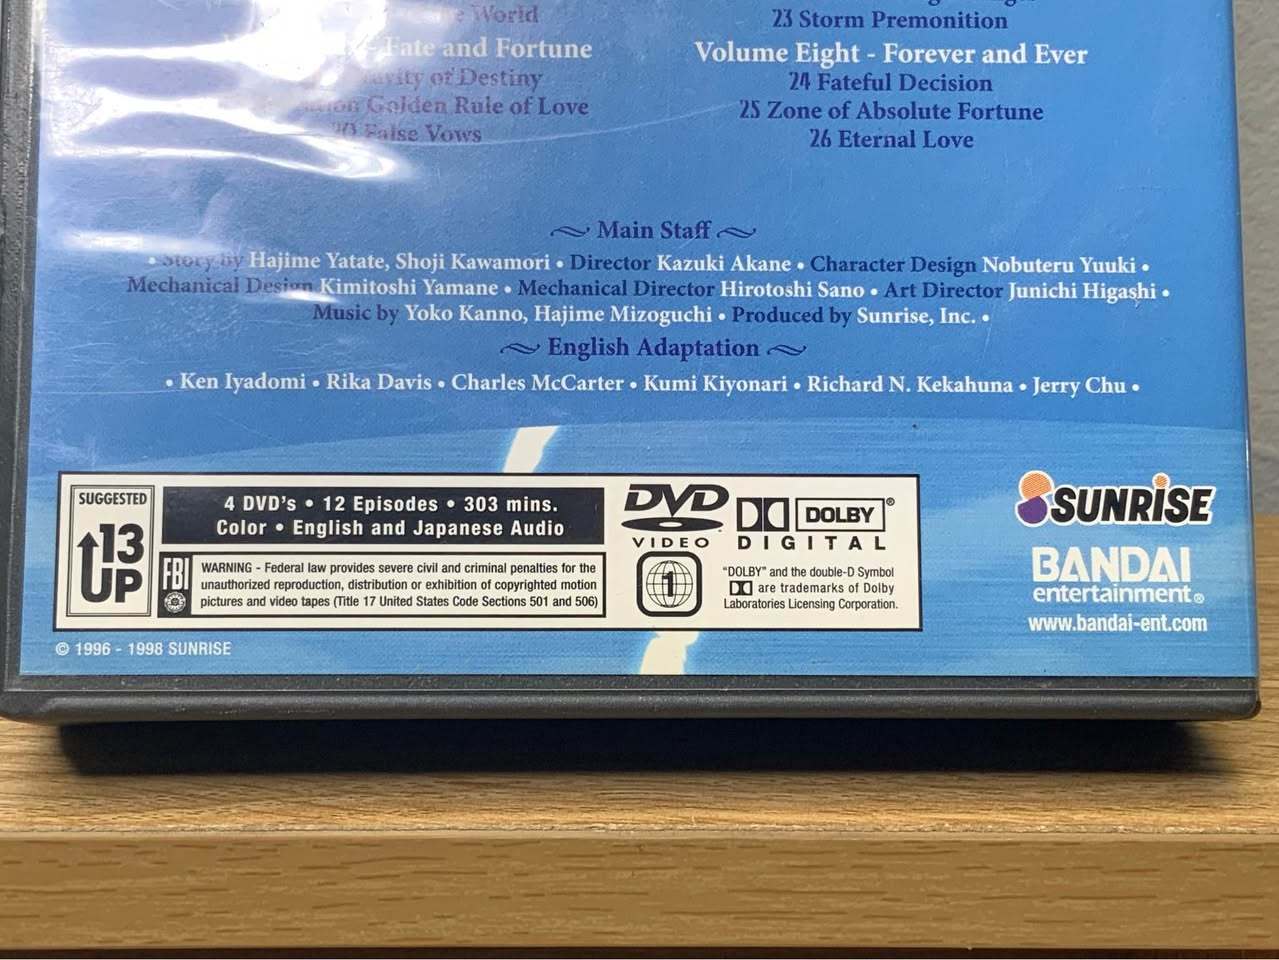 the World
23 Storm Premonition
- Fate and Fortune
Volume Eight - Forever and Ever
of Destiny
24 Fateful Decision
Golden Rule of Love
25 Zone of Absolute Fortune
20 False Vows
26 Eternal Love
Main Staff
• Story by Hajime Yatate, Shoji Kawamori • Director Kazuki Akane • Character Design Nobuteru Yuuki •
Mechanical Design Kimitoshi Yamane • Mechanical Director Hirotoshi Sano • Art Director Junichi Higashi •
Music by Yoko Kanno, Hajime Mizoguchi • Produced by Sunrise, Inc. •
English Adaptation
• Ken Iyadomi • Rika Davis • Charles McCarter • Kumi Kiyonari • Richard N. Kekahuna • Jerry Chu •
SUGGESTED
13
UP
4 DVD's • 12 Episodes • 303 mins.
Color • English and Japanese Audio
FBI
WARNING - Federal law provides severe civil and criminal penalties for the
unauthorized reproduction, distribution or exhibition of copyrighted motion
pictures and video tapes (Title 17 United States Code Sections 501 and 506)
DVD
VIDEO
1
DOLBY®
DIGITAL
"DOLBY" and the double-D Symbol
are trademarks of Dolby
Laboratories Licensing Corporation.
SUNRISE
BANDAI
entertainment®
www.bandai-ent.com
© 1996 - 1998 SUNRISE